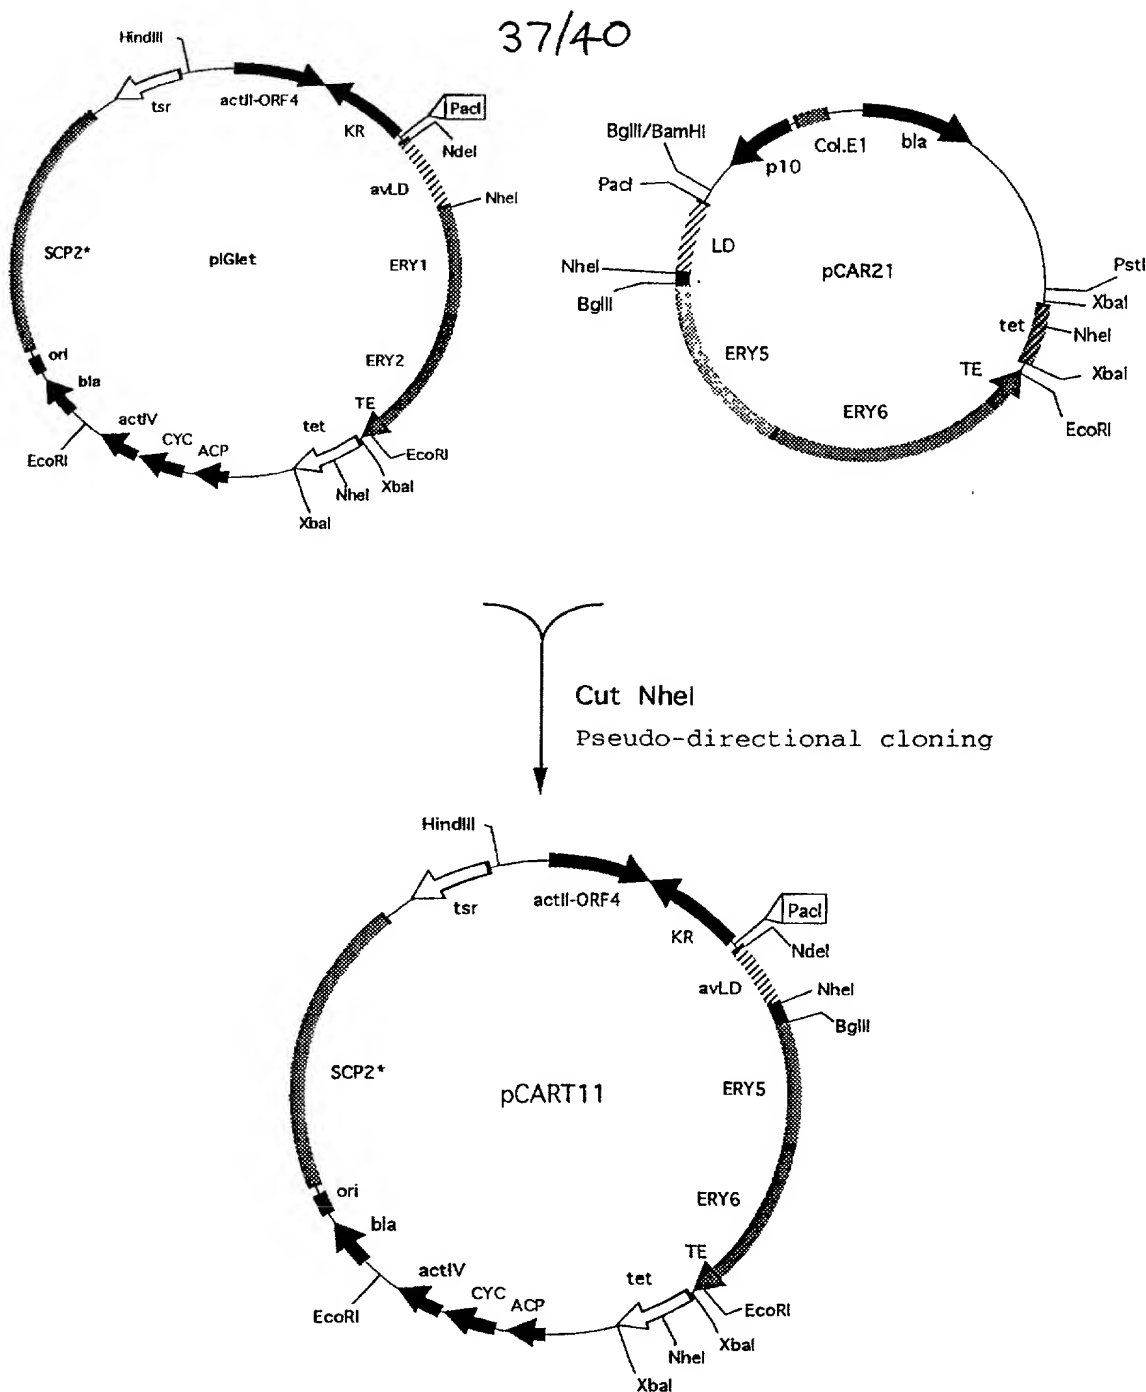 37/40
HindIII
tsr
actII-ORF4
KR
PacI
NdeI
avLD
NheI
SCP2*
pIGlet
ERY1
ERY2
ori
bla
TE
tet
actIV
CYC
ACP
EcoRI
EcoRI
NheI
XbaI
XbaI
BglII/BamHI
p10
Col.E1
bla
PacI
LD
NheI
BglII
pCAR21
PstI
XbaI
tet
NheI
ERY5
TE
XbaI
ERY6
EcoRI
Cut NheI
Pseudo-directional cloning
HindIII
tsr
actII-ORF4
KR
PacI
NdeI
avLD
NheI
BglII
SCP2*
pCART11
ERY5
ori
ERY6
bla
TE
actIV
tet
CYC
ACP
EcoRI
EcoRI
XbaI
NheI
XbaI